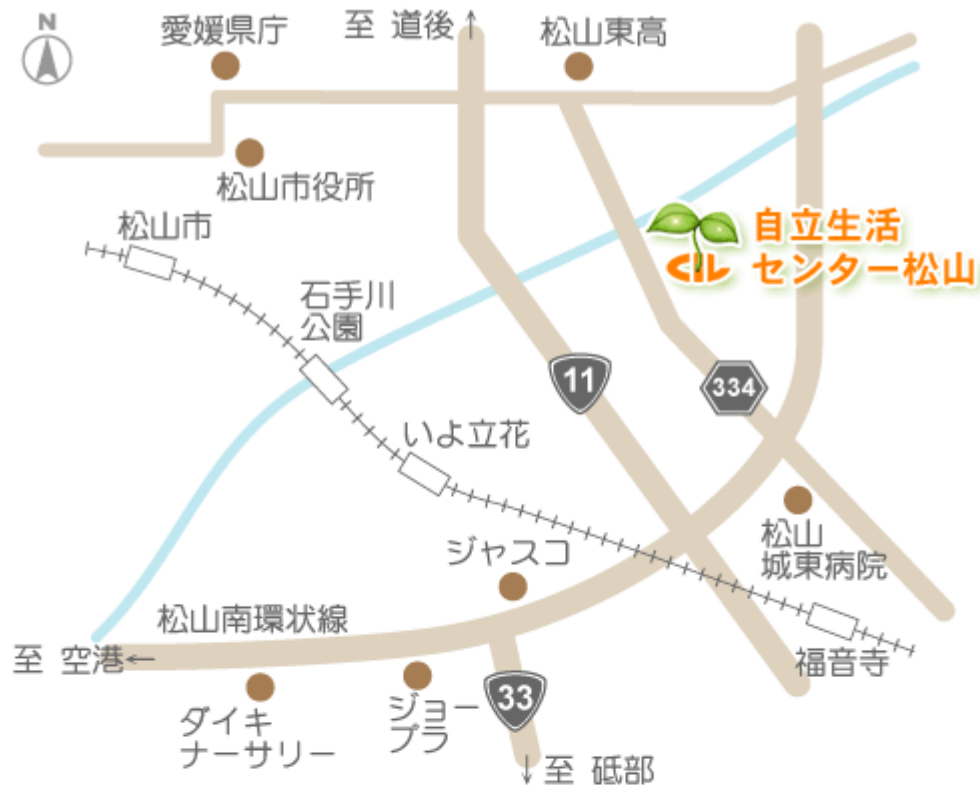 N
愛媛県庁
至 道後↑
松山東高
松山市役所
松山市
自立生活
センター松山
CIL
石手川
公園
11
334
いよ立花
ジャスコ
松山
城東病院
松山南環状線
至 空港←
福音寺
ダイキ
ナーサリー
ジョー
プラ
33
↓至 砥部